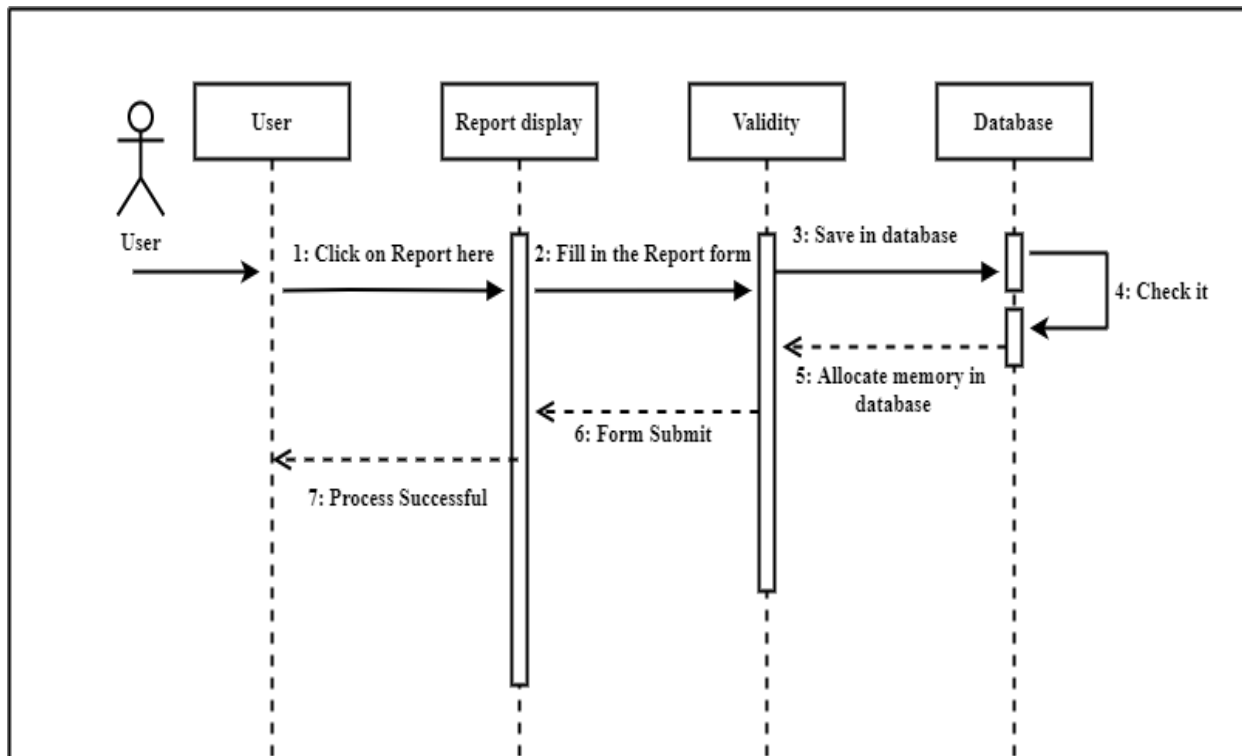 User
Report display
Validity
Database
User
1: Click on Report here
2: Fill in the Report form
3: Save in database
4: Check it
5: Allocate memory in
database
6: Form Submit
7: Process Successful